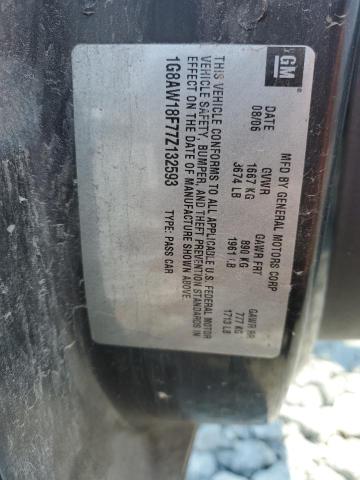 GM
MFD BY GENERAL MOTORS CORP
DATE GVWR GAWR FRT GAWR RR
08/06 1667 KG 890 KG 777 KG
3674 LB 1961 LB 1713 LB
THIS VEHICLE CONFORMS TO ALL APPLICABLE U.S. FEDERAL MOTOR
VEHICLE SAFETY, BUMPER, AND THEFT PREVENTION STANDARDS IN
EFFECT ON THE DATE OF MANUFACTURE SHOWN ABOVE.
1G8AW18F77Z132593 TYPE: PASS CAR